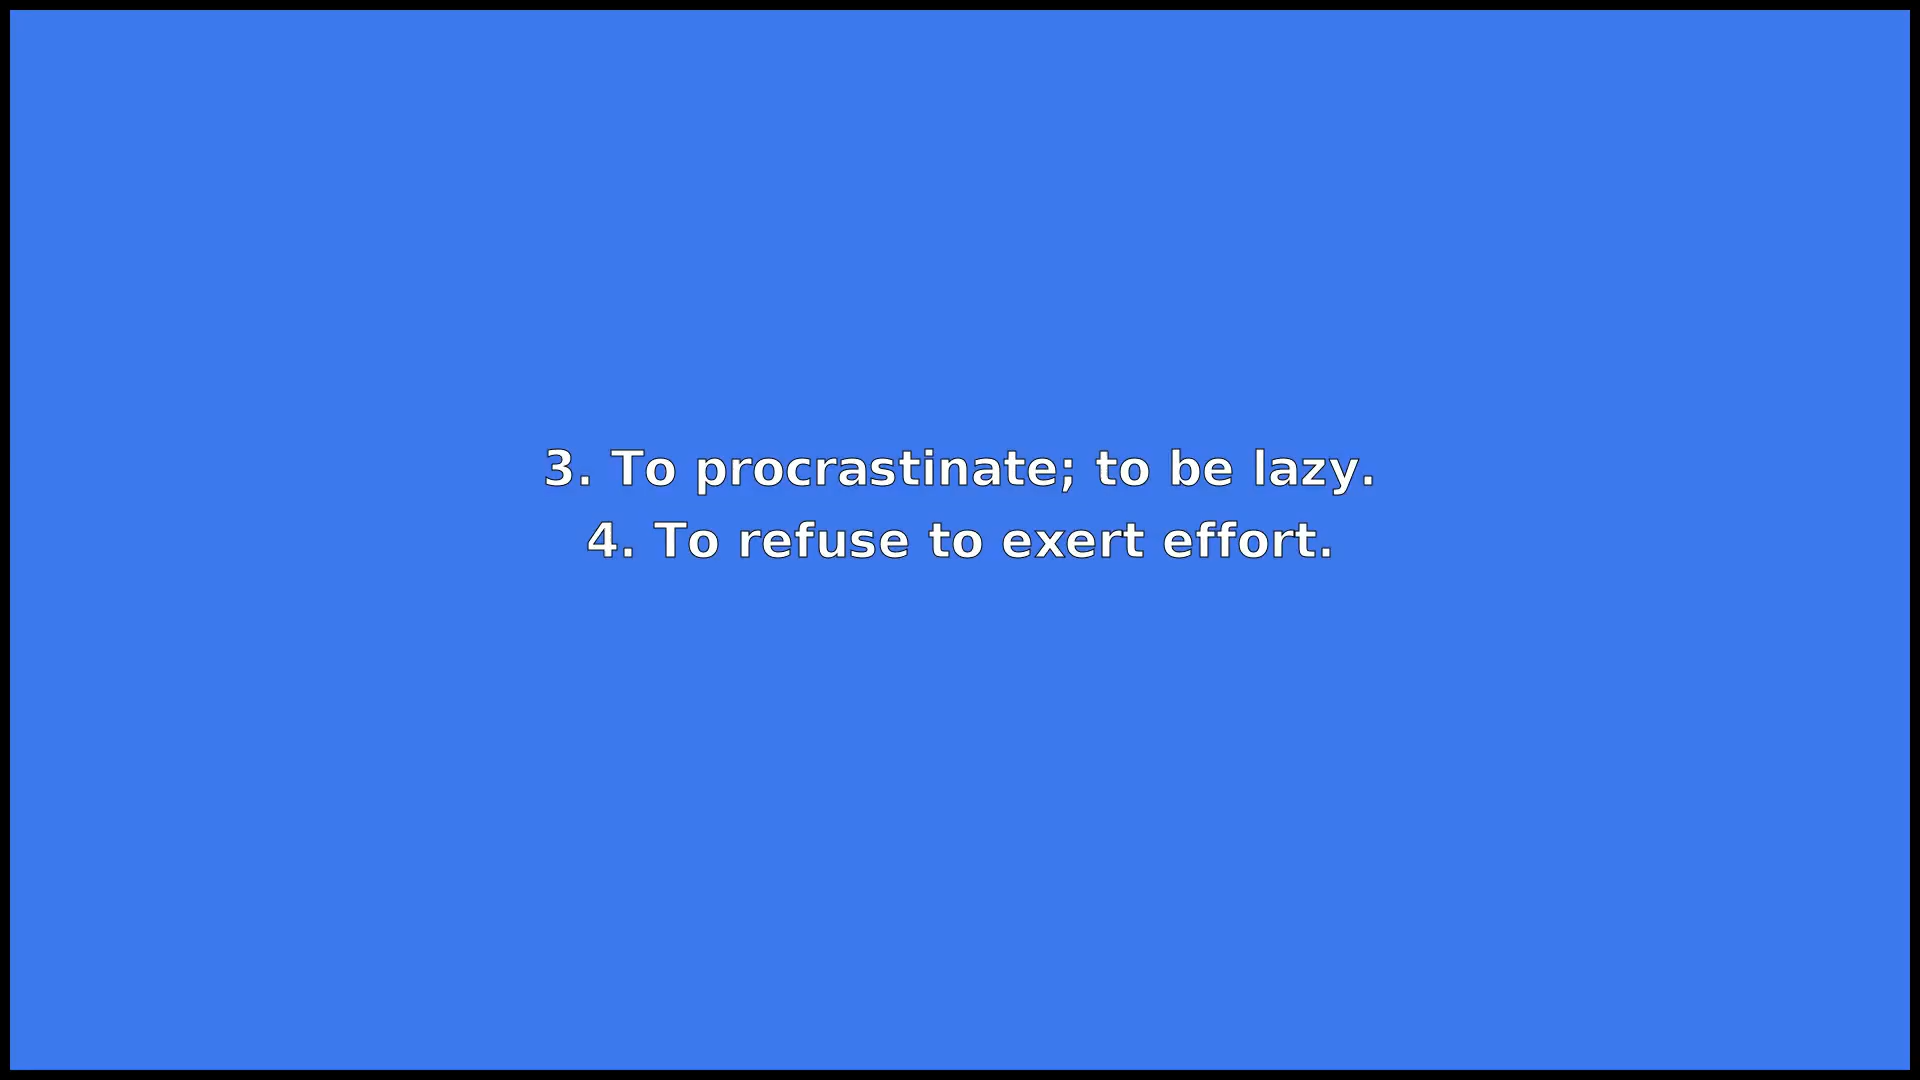 3. To procrastinate; to be lazy.
4. To refuse to exert effort.